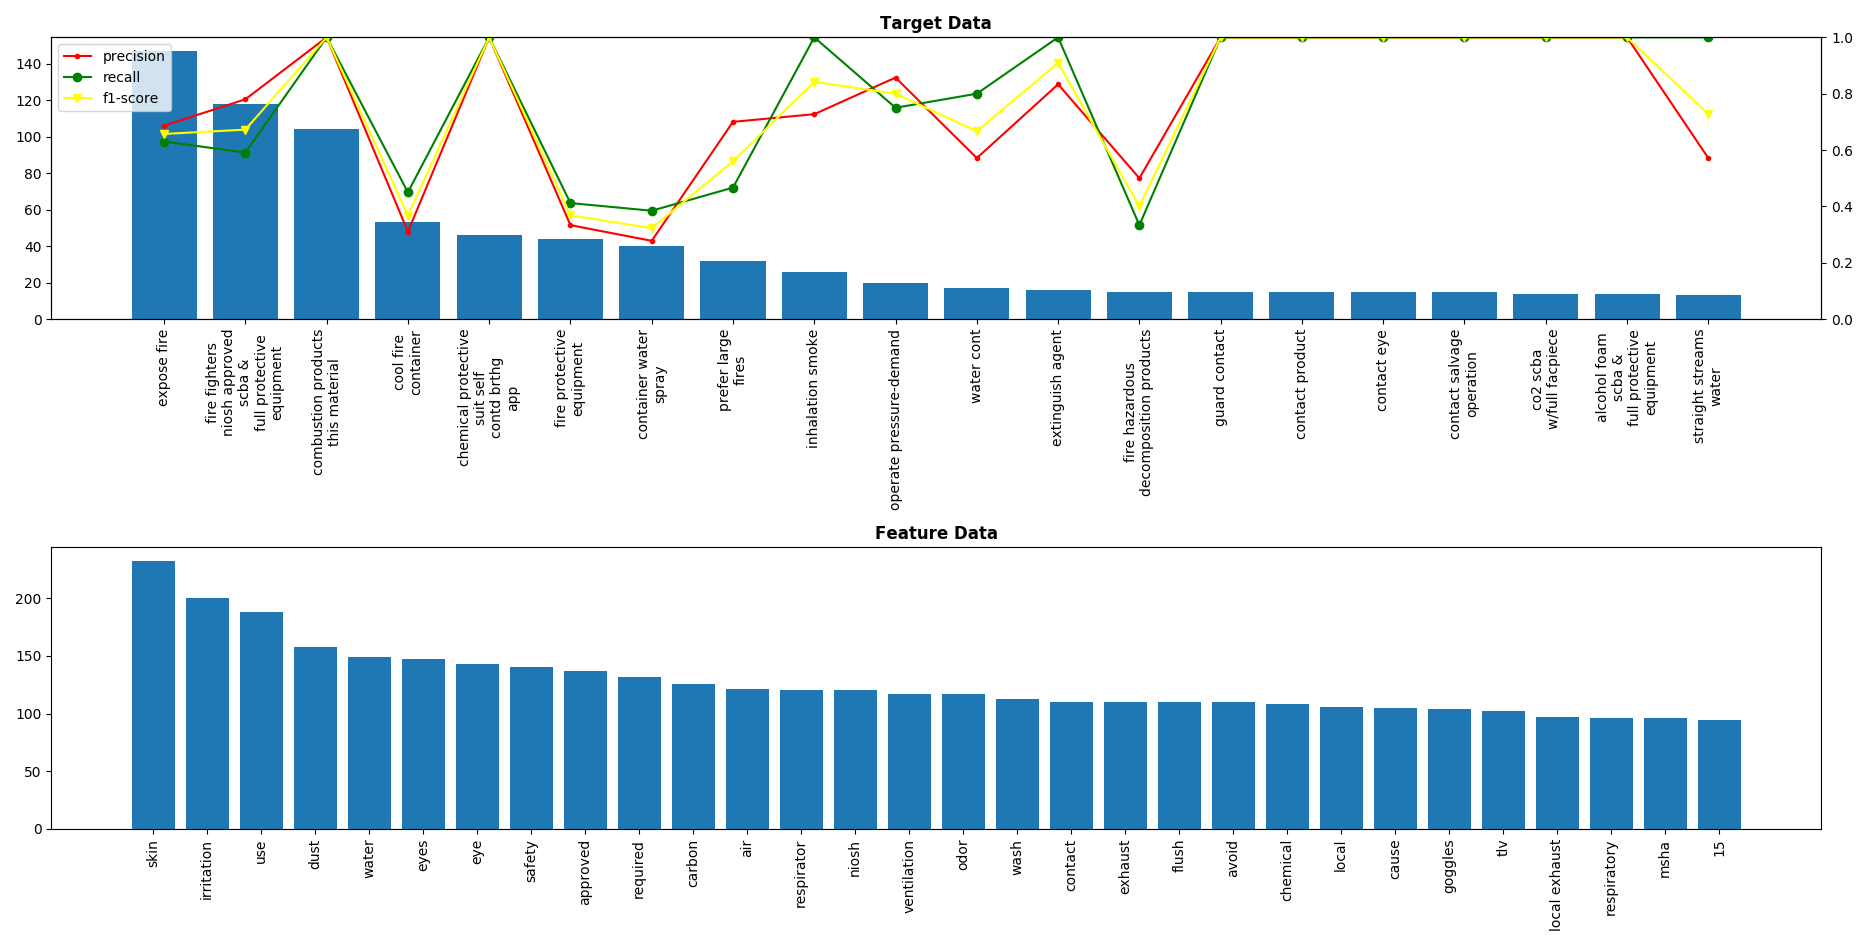 Target Data
precision
recall
f1-score
140
120
100
80
60
40
20
0
1.0
0.8
0.6
0.4
0.2
0.0
expose fire
fire fighters
niosh approved
scba &
full protective
equipment
combustion products
this material
cool fire
container
chemical protective
suit self
contd brthg
app
fire protective
equipment
container water
spray
prefer large
fires
inhalation smoke
operate pressure-demand
water cont
extinguish agent
fire hazardous
decomposition products
guard contact
contact product
contact eye
contact salvage
operation
co2 scba
w/full facpiece
alcohol foam
scba &
full protective
equipment
straight streams
water
Feature Data
200
150
100
50
0
skin
irritation
use
dust
water
eyes
eye
safety
approved
required
carbon
air
respirator
niosh
ventilation
odor
wash
contact
exhaust
flush
avoid
chemical
local
cause
goggles
tlv
local exhaust
respiratory
msha
15